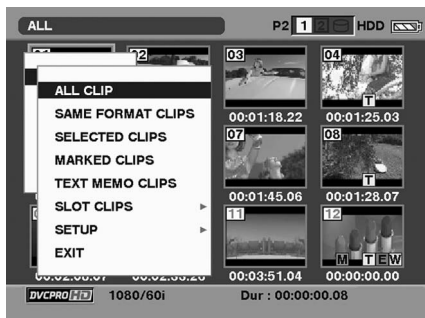 ALL P2 1 2 HDD
01 02 03 04
T
00:01:18.22 00:01:25.03
ALL CLIP
SAME FORMAT CLIPS
SELECTED CLIPS
MARKED CLIPS
TEXT MEMO CLIPS
SLOT CLIPS
SETUP
EXIT
07 08
T
00:01:45.06 00:01:28.07
11 12
M T E W
00:03:51.04 00:00:00.00
DVCPRO HD 1080/60i Dur : 00:00:00.08